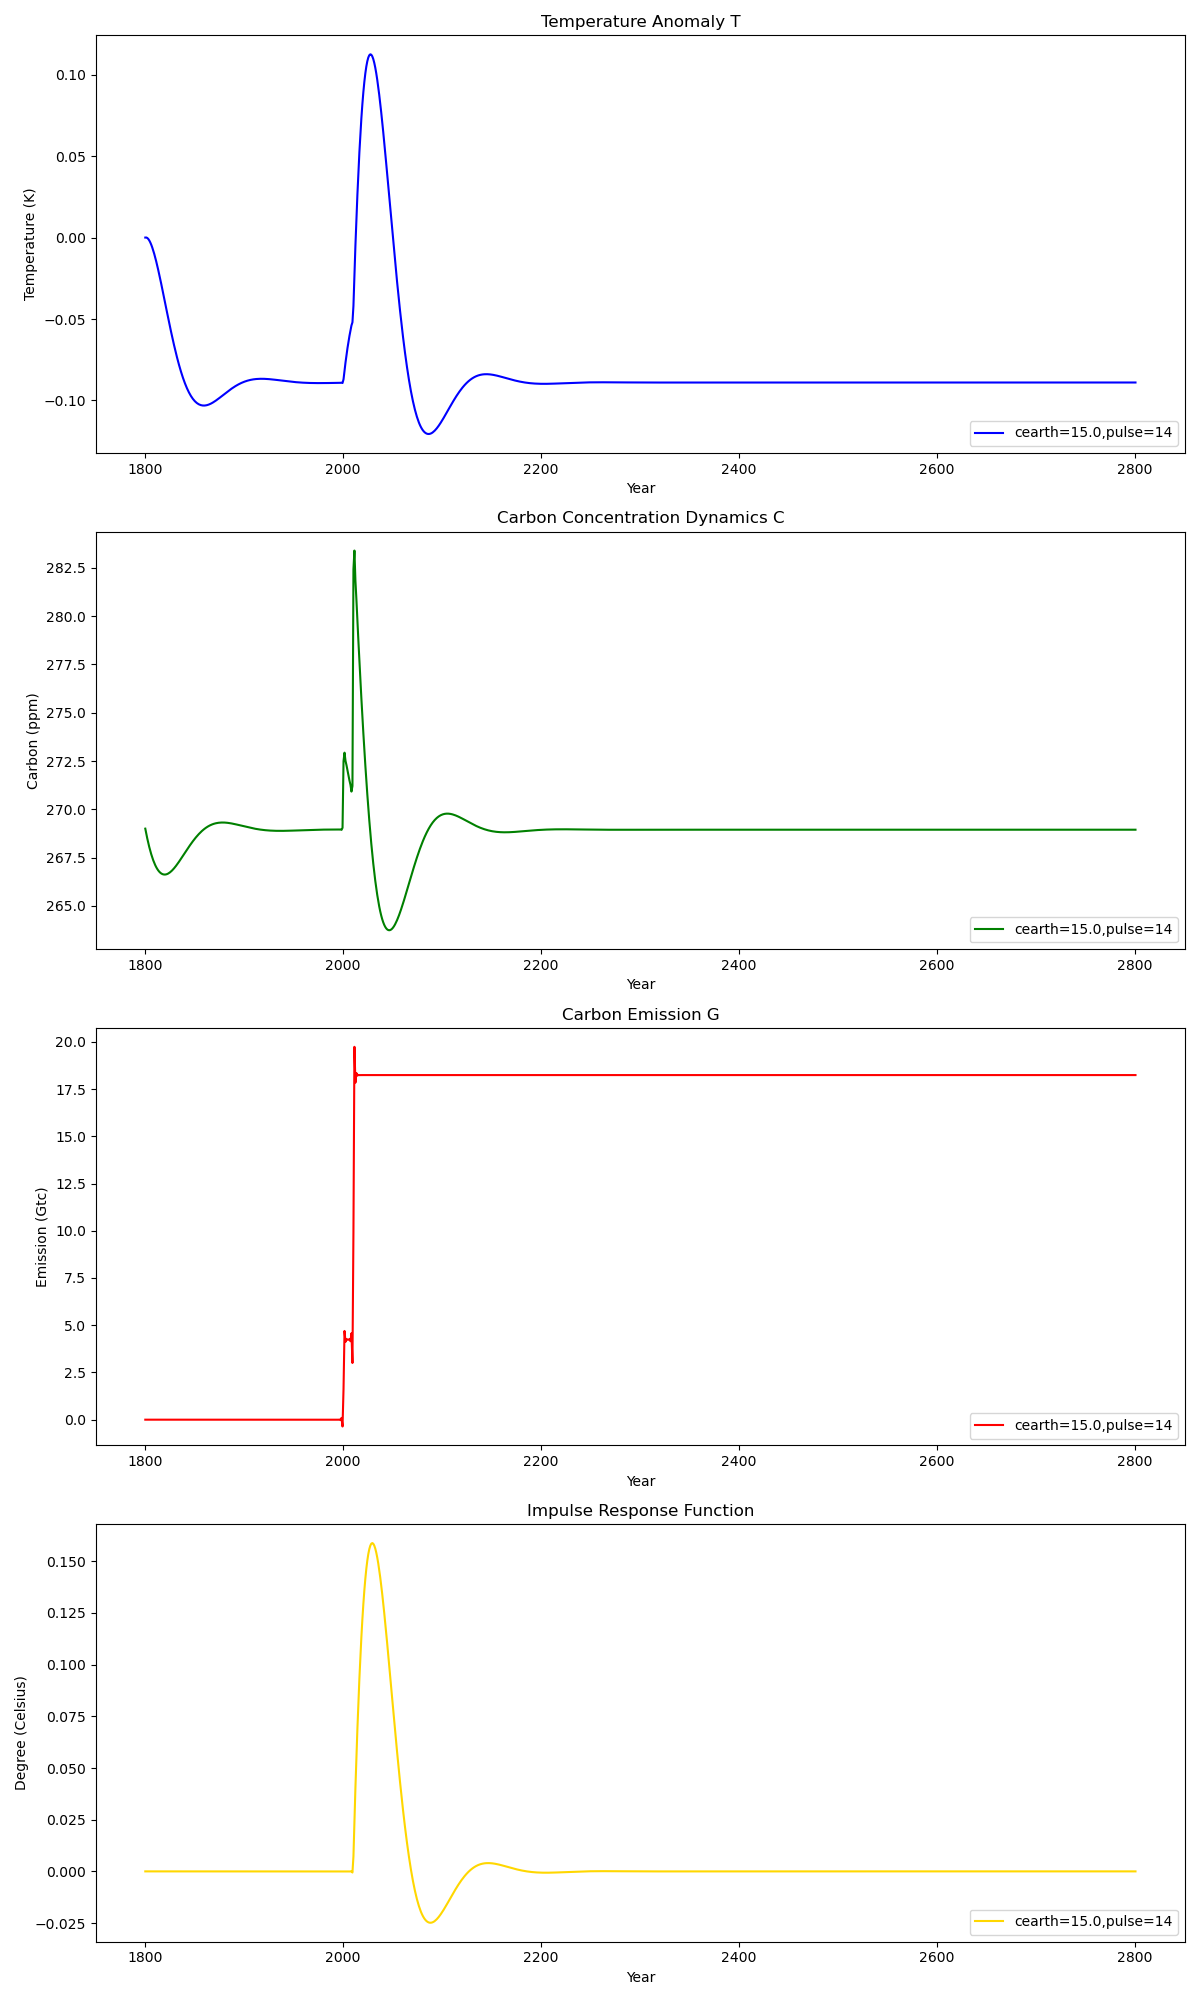 Temperature Anomaly T
Temperature (K)
0.10
0.05
0.00
−0.05
−0.10
1800 2000 2200 2400 2600 2800
Year
cearth=15.0,pulse=14
Carbon Concentration Dynamics C
Carbon (ppm)
282.5
280.0
277.5
275.0
272.5
270.0
267.5
265.0
1800 2000 2200 2400 2600 2800
Year
cearth=15.0,pulse=14
Carbon Emission G
Emission (Gtc)
20.0
17.5
15.0
12.5
10.0
7.5
5.0
2.5
0.0
1800 2000 2200 2400 2600 2800
Year
cearth=15.0,pulse=14
Impulse Response Function
Degree (Celsius)
0.150
0.125
0.100
0.075
0.050
0.025
0.000
−0.025
1800 2000 2200 2400 2600 2800
Year
cearth=15.0,pulse=14